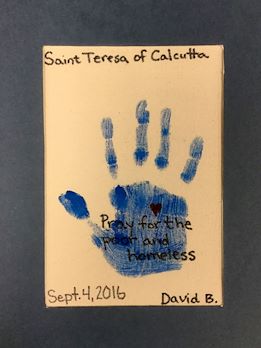 Saint Teresa of Calcutta
Pray for the
poor and
homeless
Sept. 4, 2016
David B.